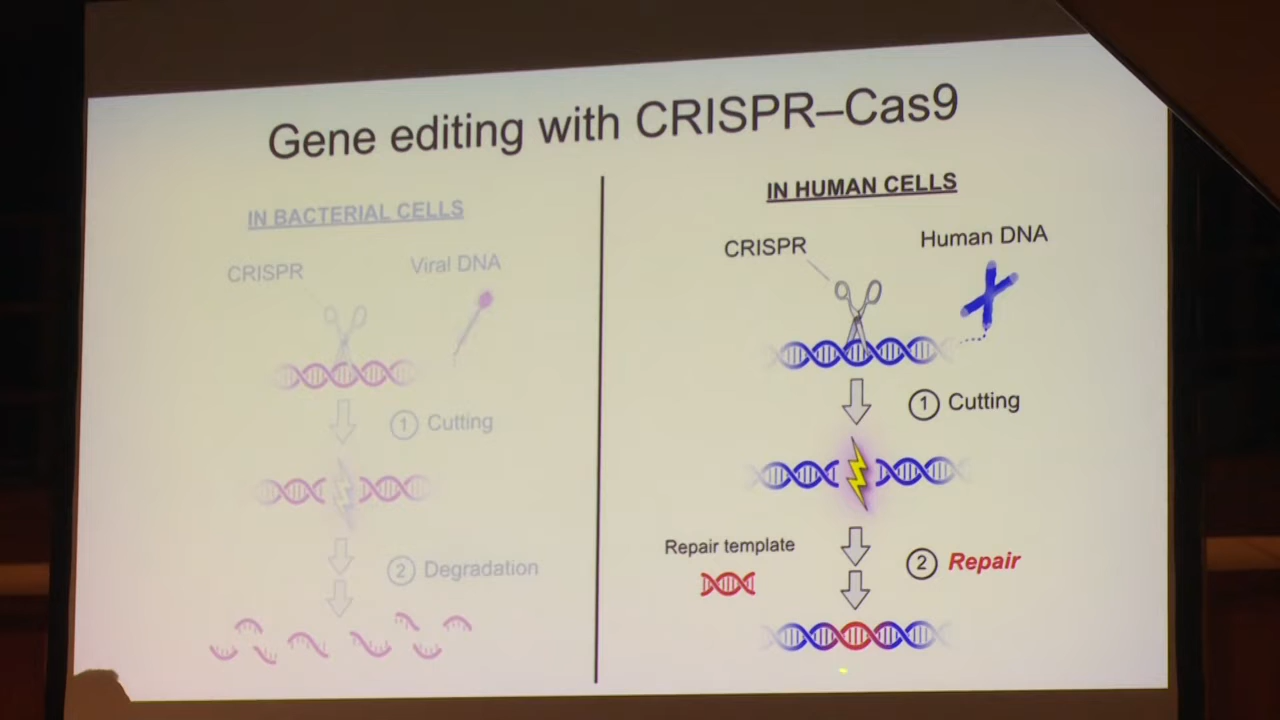 Gene editing with CRISPR–Cas9
IN BACTERIAL CELLS
CRISPR
Viral DNA
1 Cutting
2 Degradation
IN HUMAN CELLS
CRISPR
Human DNA
1 Cutting
Repair template
2 Repair